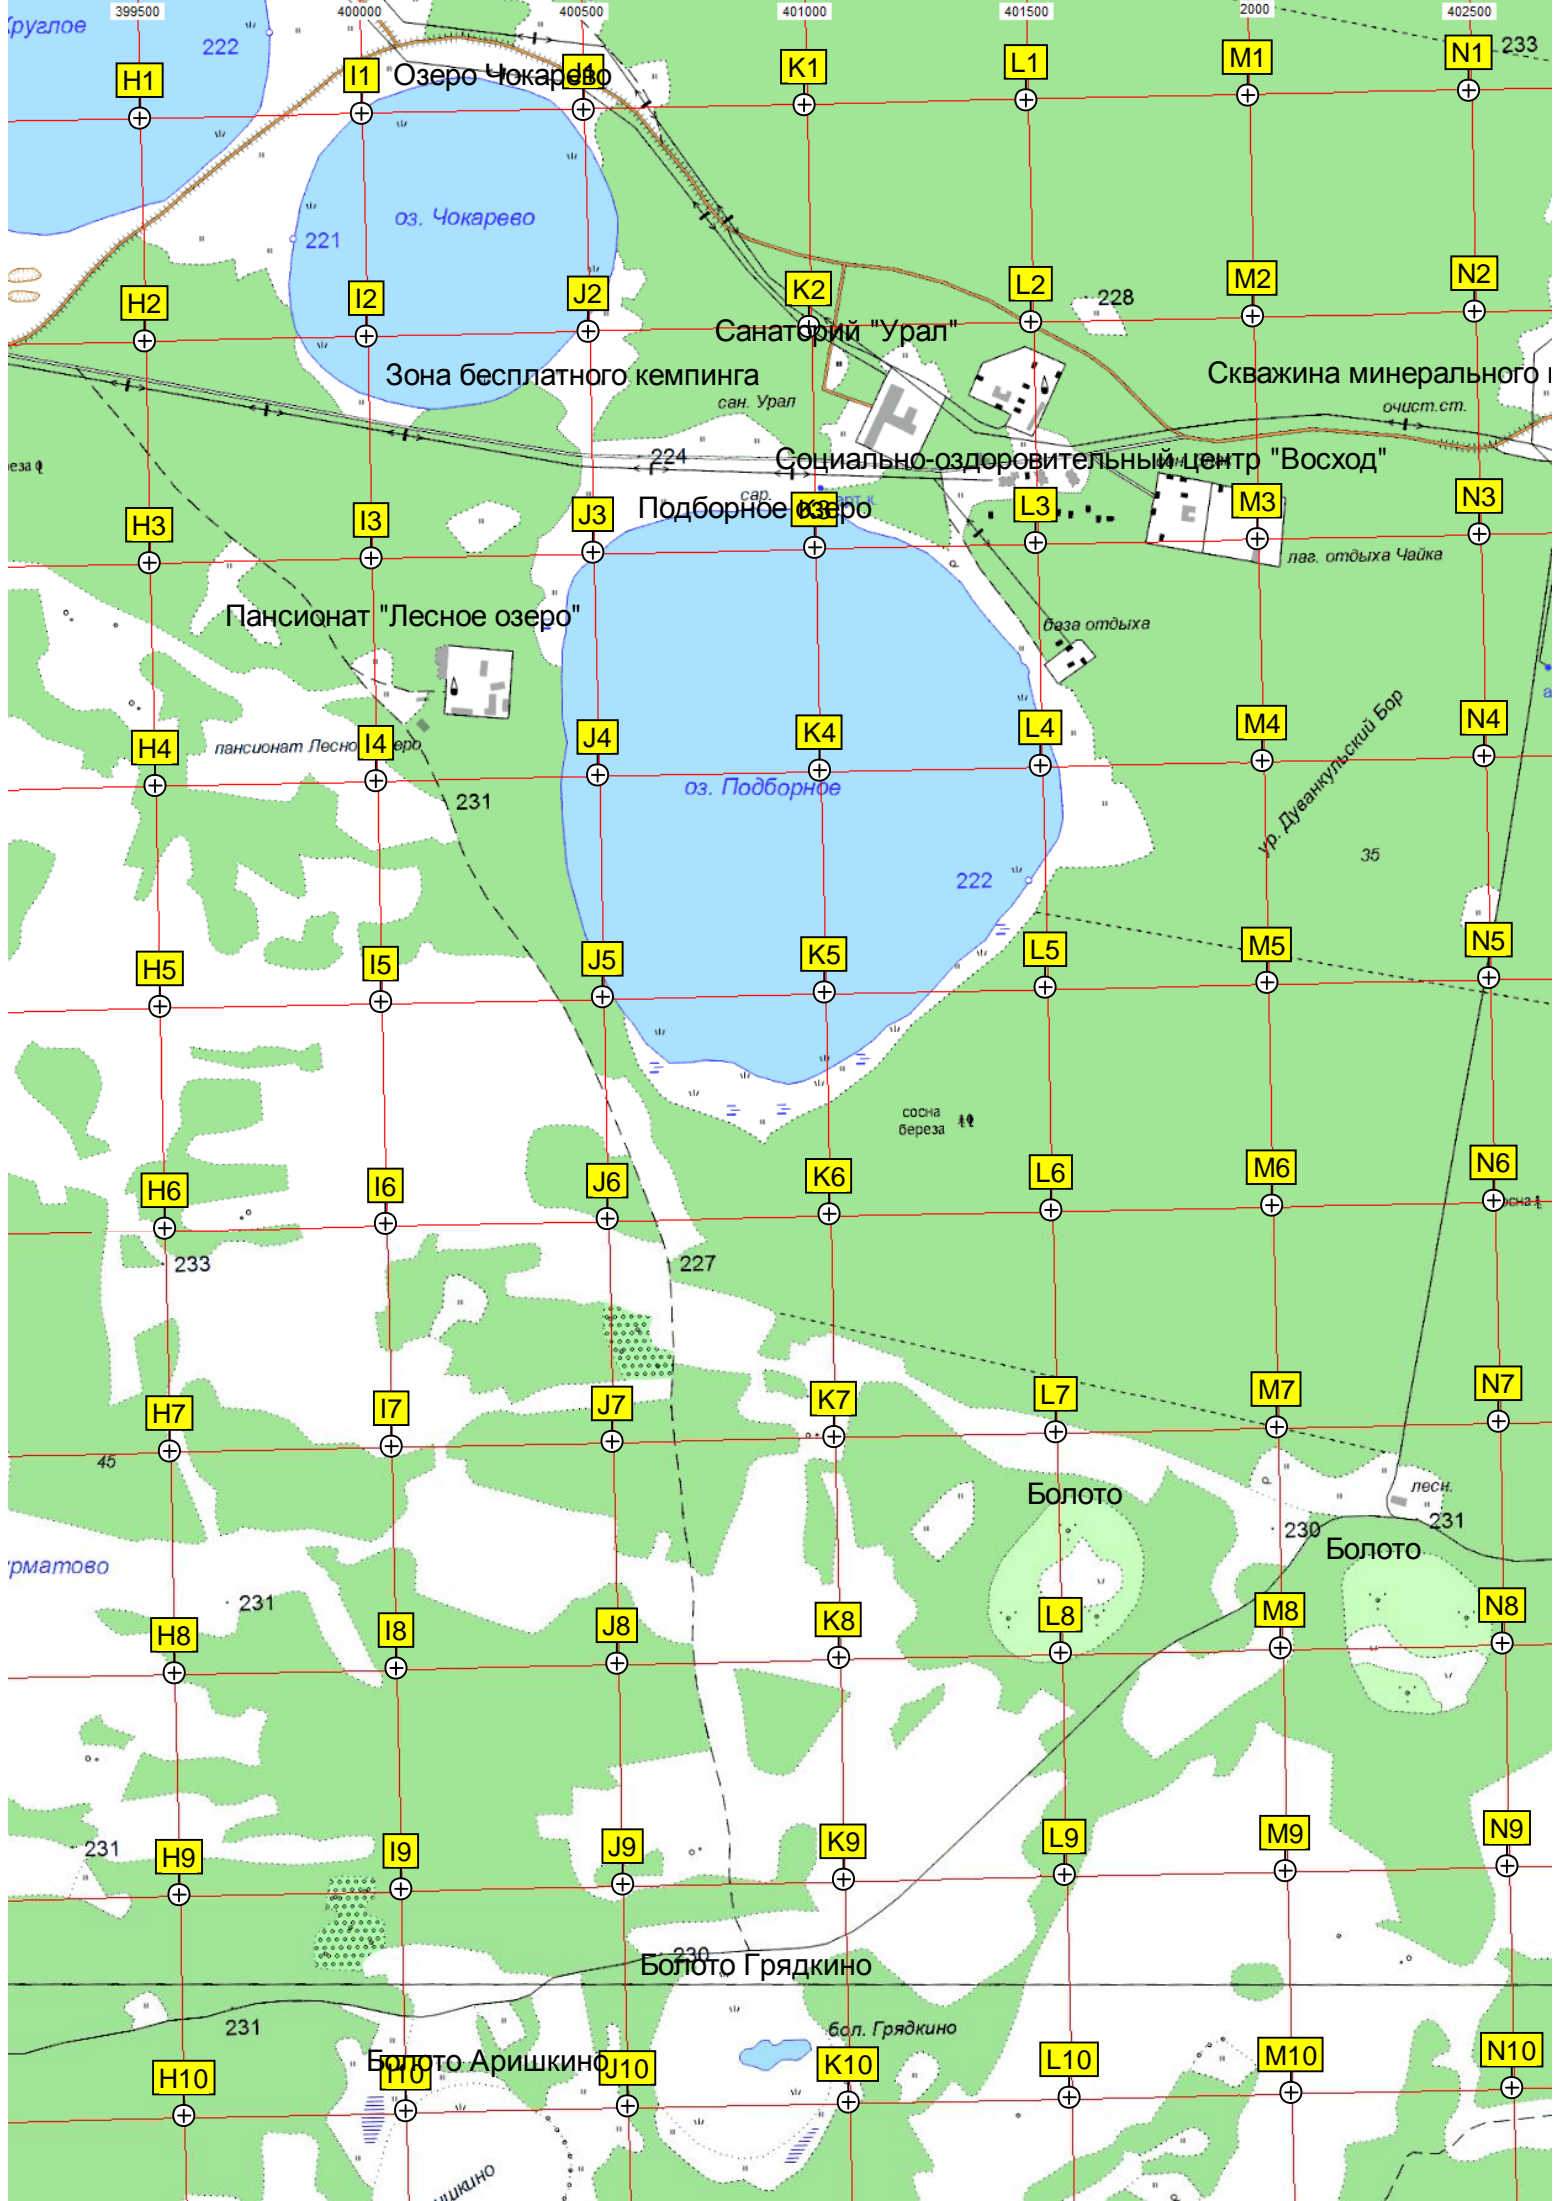 399500 400000 400500 401000 401500 2000 402500
222
233
H1 I1 Озеро Чокарево K1 L1 M1 N1
оз. Чокарево
221
H2 I2 J2 K2 L2 M2 N2
228
Санаторий "Урал"
Зона бесплатного кемпинга
Скважина минерального
сан. Урал
очист.ст.
224
Социально-оздоровительный центр "Восход"
сар.
Подборное озеро
H3 I3 J3 K3 L3 M3 N3
лаг. отдыха Чайка
Пансионат "Лесное озеро"
база отдыха
р
H4 I4 J4 K4 L4 M4 N4
пансионат
231
оз. Подборное
ур. Дуванкульский Бор
35
222
H5 I5 J5 K5 L5 M5 N5
сосна
береза
H6 I6 J6 K6 L6 M6 N6
233
227
H7 I7 J7 K7 L7 M7 N7
45
р
Болото
лесн.
230
231
Болото
231
H8 I8 J8 K8 L8 M8 N8
231
H9 I9 J9 K9 L9 M9 N9
230
Болото Грядкино
231
бол. Грядкино
Болото Аришкино
H10 I10 J10 K10 L10 M10 N10